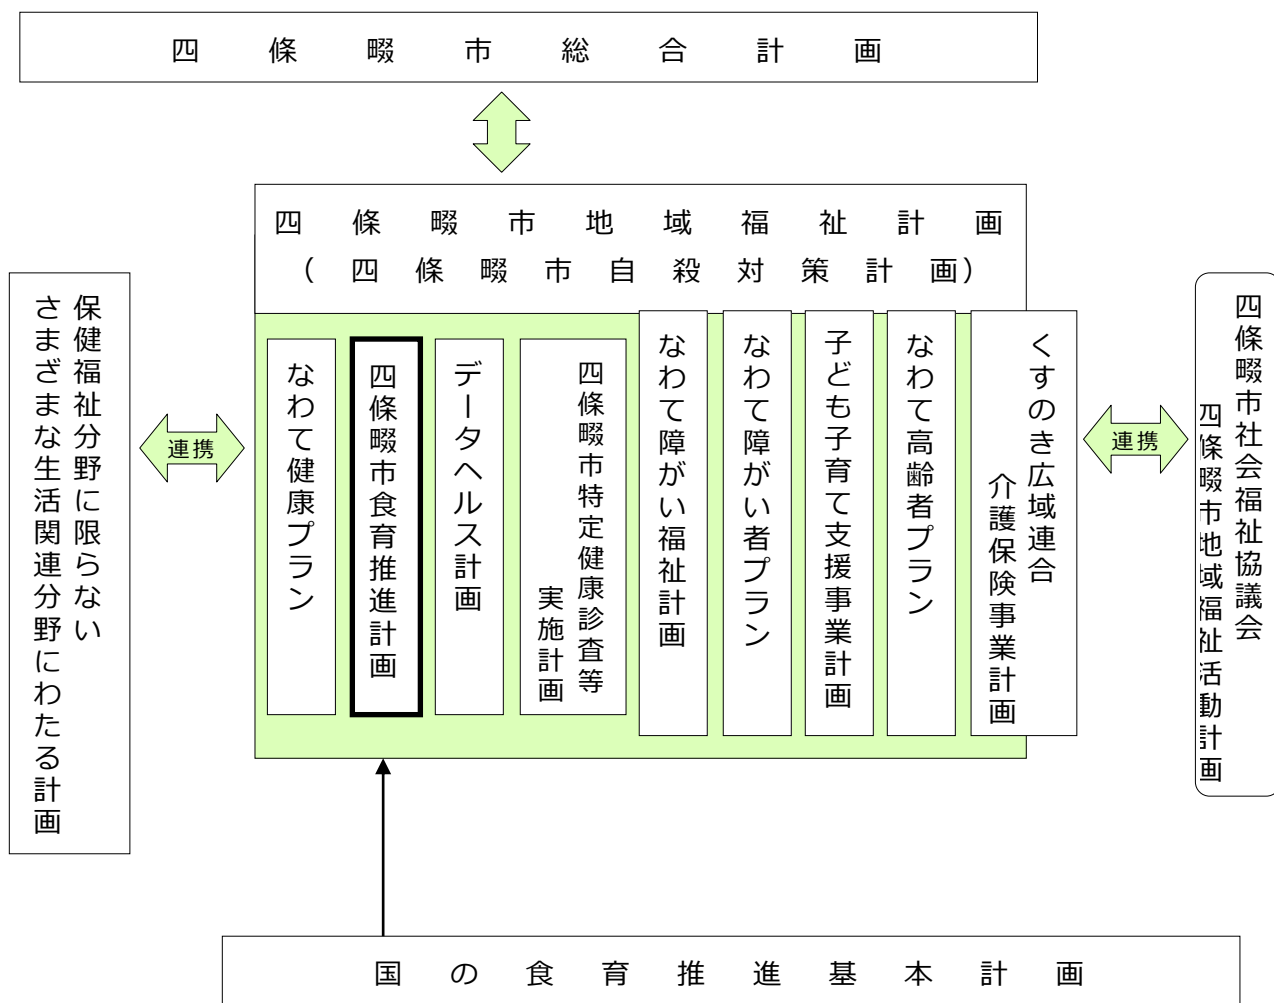 四條畷市総合計画
四條畷市地域福祉計画
（四條畷市自殺対策計画）
保健福祉分野に限らない
さまざまな生活関連分野にわたる計画
連携
なわて健康プラン
四條畷市食育推進計画
データヘルス計画
四條畷市特定健康診査等
実施計画
なわて障がい福祉計画
なわて障がい者プラン
子ども子育て支援事業計画
なわて高齢者プラン
くすのき広域連合
介護保険事業計画
連携
四條畷市社会福祉協議会
四條畷市地域福祉活動計画
国の食育推進基本計画